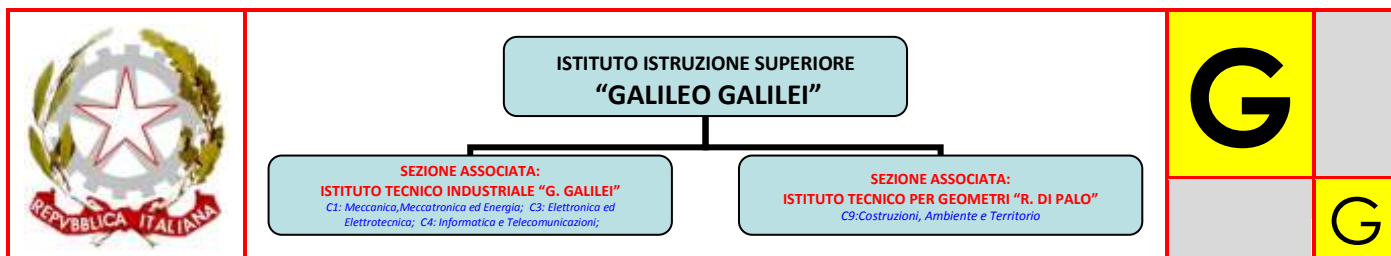 REPVBBLICA ITALIANA
ISTITUTO ISTRUZIONE SUPERIORE
“GALILEO GALILEI”
SEZIONE ASSOCIATA:
ISTITUTO TECNICO INDUSTRIALE “G. GALILEI”
C1: Meccanica,Meccatronica ed Energia; C3: Elettronica ed
Elettrotecnica; C4: Informatica e Telecomunicazioni;
SEZIONE ASSOCIATA:
ISTITUTO TECNICO PER GEOMETRI “R. DI PALO”
C9:Costruzioni, Ambiente e Territorio
G
G